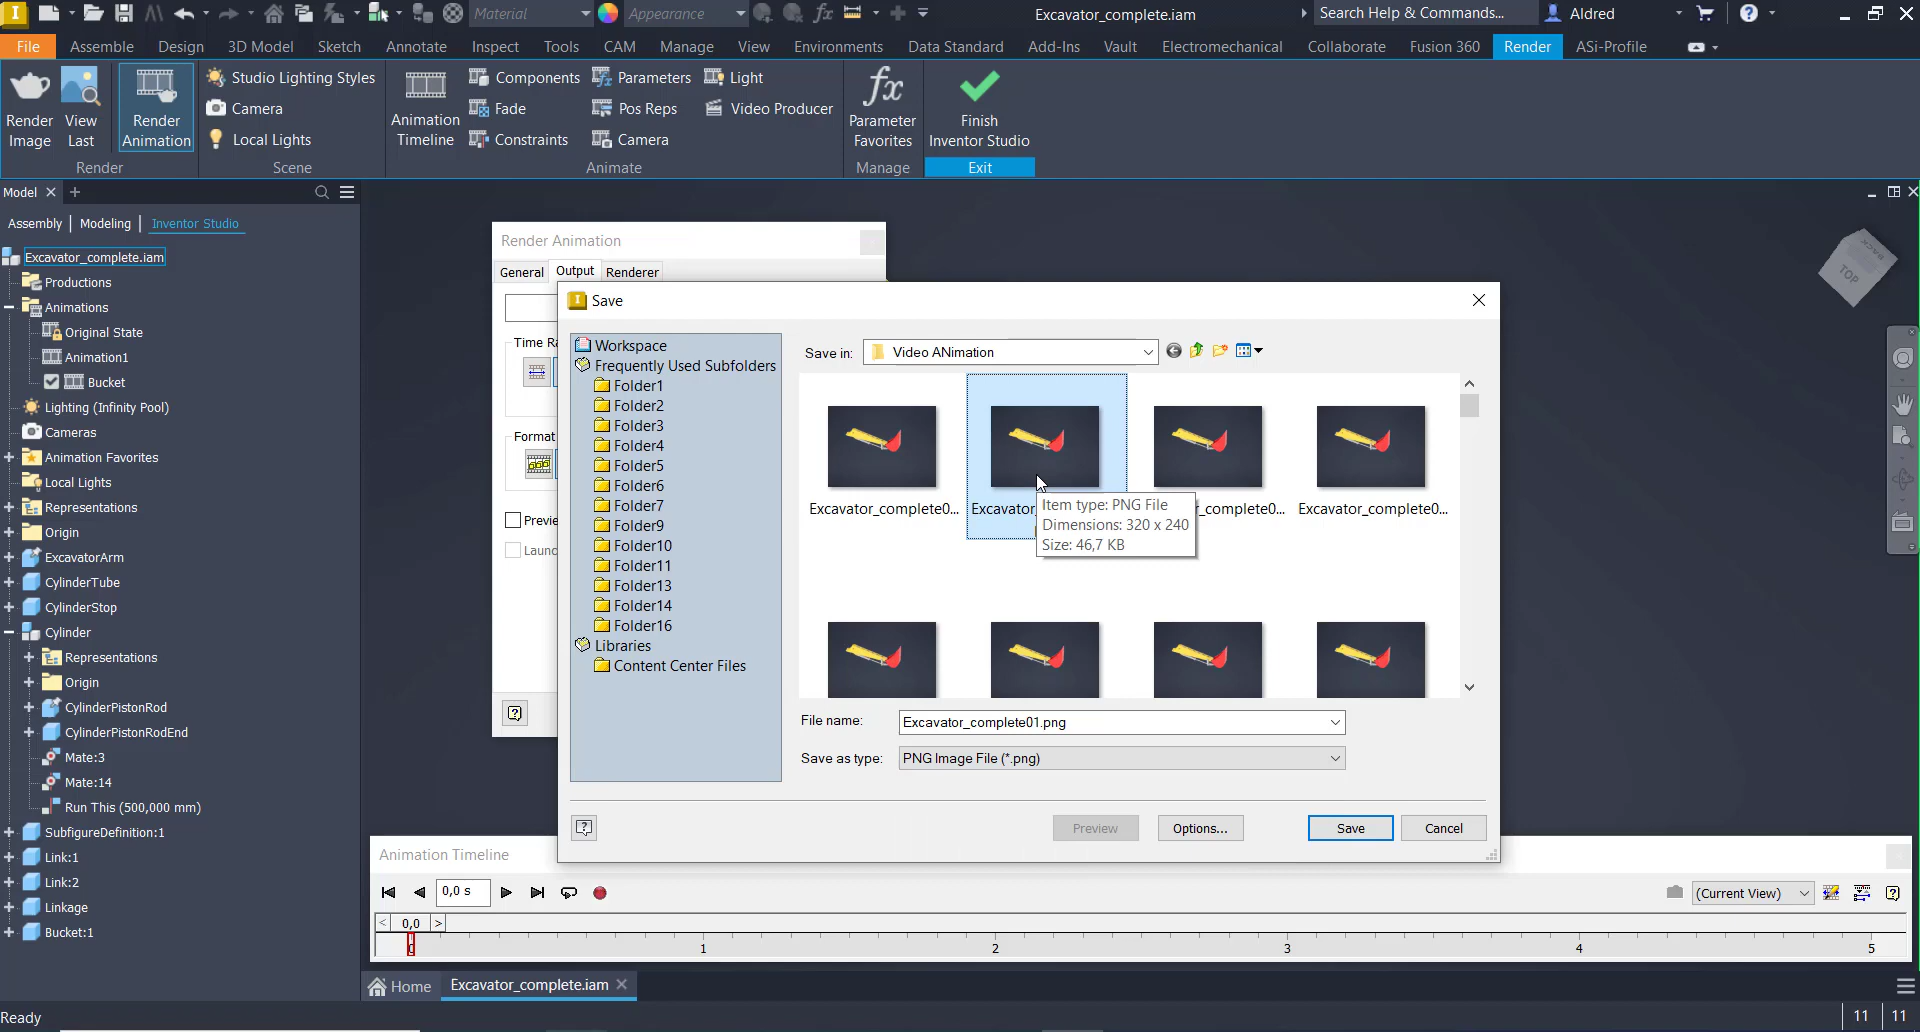 Material
Appearance
Excavator_complete.iam
Search Help & Commands...
Aldred
File
Assemble
Design
3D Model
Sketch
Annotate
Inspect
Tools
CAM
Manage
View
Environments
Data Standard
Add-Ins
Vault
Electromechanical
Collaborate
Fusion 360
Render
ASi-Profile
Render
Image
View
Last
Render
Animation
Render
Studio Lighting Styles
Camera
Local Lights
Scene
Animation
Timeline
Components
Fade
Constraints
Parameters
Pos Reps
Camera
Light
Video Producer
Animate
Parameter
Favorites
Manage
Finish
Inventor Studio
Exit
Model
Assembly
Modeling
Inventor Studio
Excavator_complete.iam
Productions
Animations
Original State
Animation1
Bucket
Lighting (Infinity Pool)
Cameras
Animation Favorites
Local Lights
Representations
Origin
ExcavatorArm
CylinderTube
CylinderStop
Cylinder
Representations
Origin
CylinderPistonRod
CylinderPistonRodEnd
Mate:3
Mate:14
Run This (500,000 mm)
SubfigureDefinition:1
Link:1
Link:2
Linkage
Bucket:1
Render Animation
General
Output
Renderer
Time Ra
Format
Previe
Launc
Save
Workspace
Frequently Used Subfolders
Folder1
Folder2
Folder3
Folder4
Folder5
Folder6
Folder7
Folder9
Folder10
Folder11
Folder13
Folder14
Folder16
Libraries
Content Center Files
Save in:
Video ANimation
Excavator_complete0...
Excavator_
r_complete0...
Excavator_complete0...
Item type: PNG File
Dimensions: 320 x 240
Size: 46,7 KB
File name:
Excavator_complete01.png
Save as type:
PNG Image File (*.png)
Preview
Options...
Save
Cancel
TOP
BACK
Animation Timeline
0,0 s
(Current View)
< 0,0 >
0 1 2 3 4 5
Home
Excavator_complete.iam
Ready
11 11